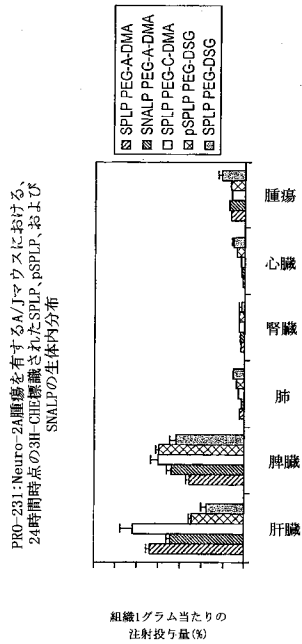 PRO-231:Neuro-2A腫瘍を有するA/Jマウスにおける、
24時間時点の3H-CHE標識されたSPLP、pSPLP、および
SNALPの生体内分布
SPLP PEG-A-DMA
SNALP PEG-A-DMA
SPLP PEG-C-DMA
pSPLP PEG-DSG
SPLP PEG-DSG
組織1グラム当たりの
注射投与量(%)
肝臓
脾臓
肺
腎臓
心臓
腫瘍